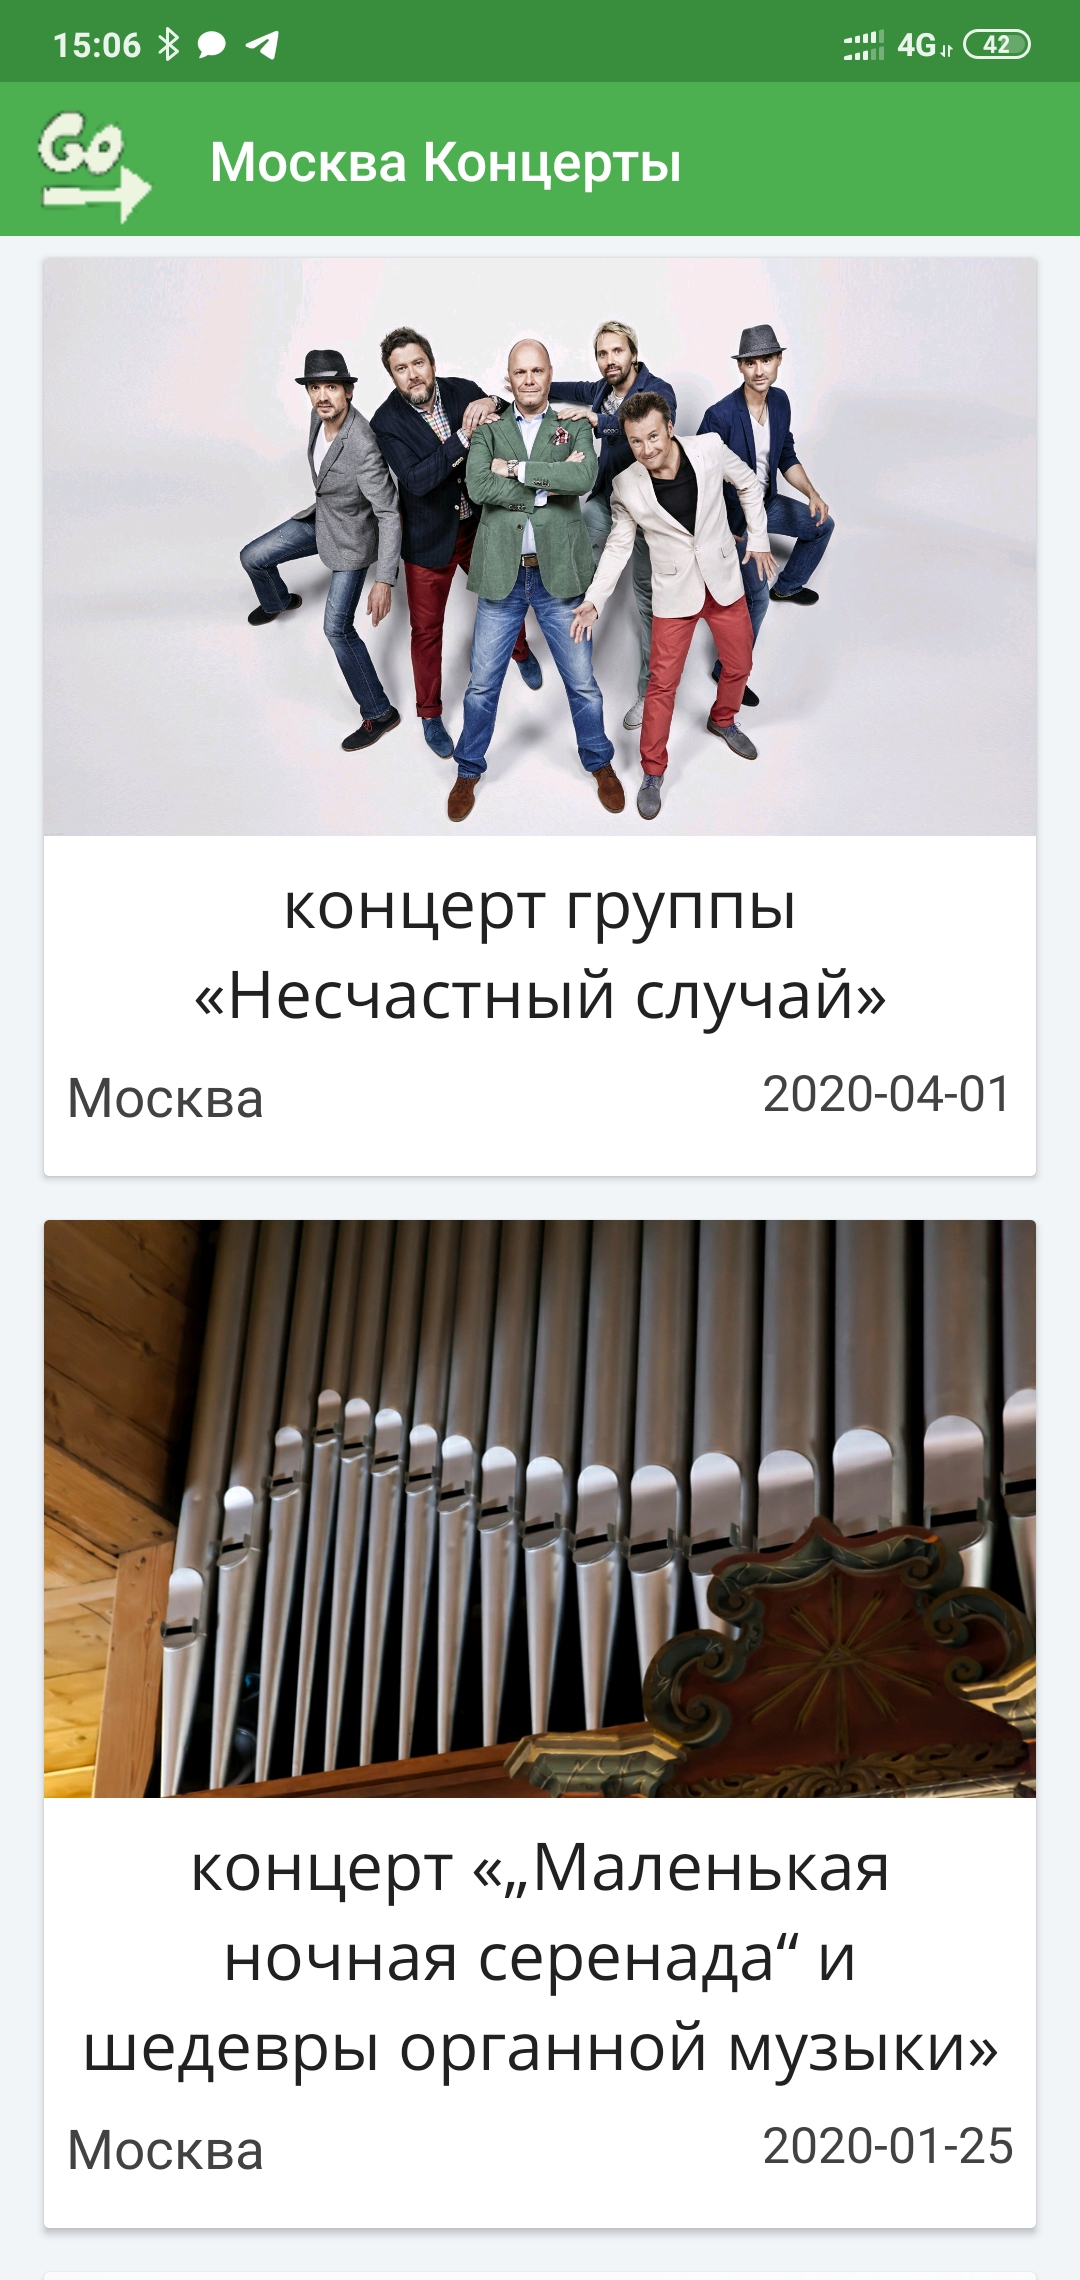 15:06 4G 42
Go
Москва Концерты
концерт группы
«Несчастный случай»
Москва 2020-04-01
концерт «„Маленькая
ночная серенада“ и
шедевры органной музыки»
Москва 2020-01-25